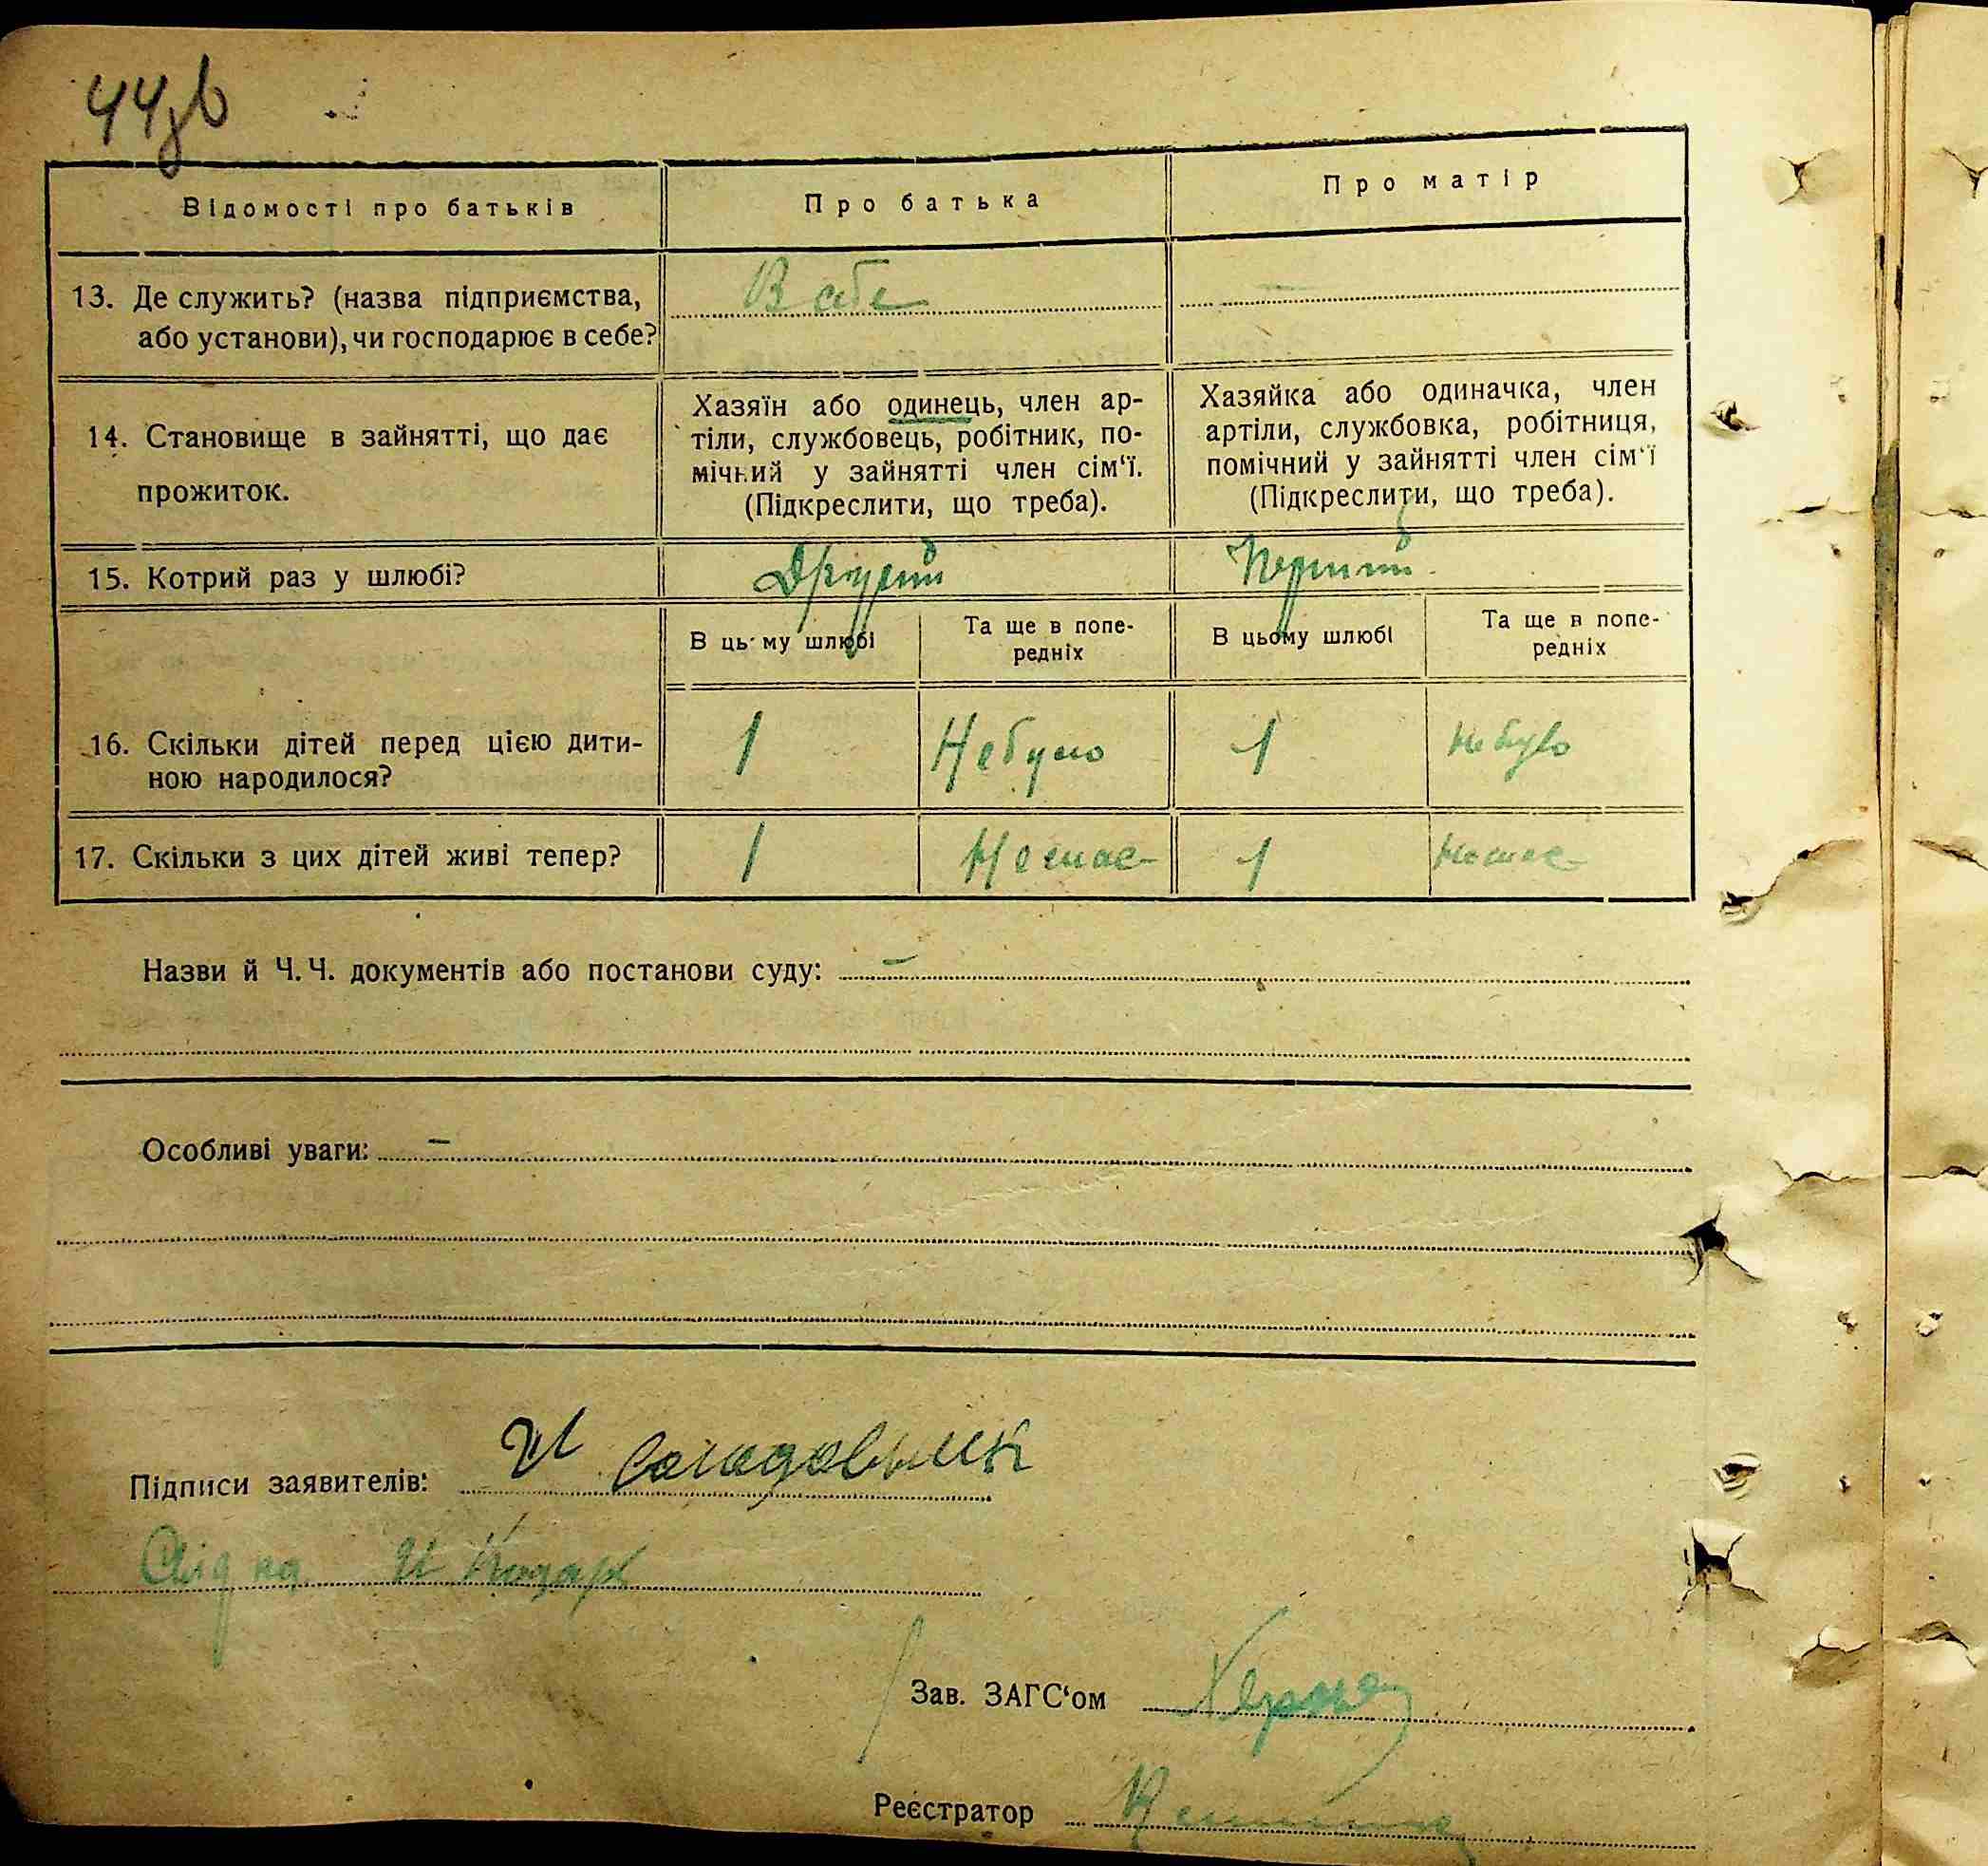 44зв
Відомості про батьків
Про батька
Про матір
13. Де служить? (назва підприємства,
або установи), чи господарює в себе?
В себе
14. Становище в зайнятті, що дає
прожиток.
Хазяїн або одинець, член ар-
тіли, службовець, робітник, по-
мічний у зайнятті член сім‘ї.
(Підкреслити, що треба).
Хазяйка або одиначка, член
артіли, службовка, робітниця,
помічний у зайнятті член сім‘ї
(Підкреслити, що треба).
15. Котрий раз у шлюбі?
Другий
Перший
В цьому шлюбі
Та ще в попе-
редніх
В цьому шлюбі
Та ще в попе-
редніх
16. Скільки дітей перед цією дити-
ною народилося?
1
Небуло
1
Небуло
17. Скільки з цих дітей живі тепер?
1
Немає
1
Немає
Назви й Ч. Ч. документів або постанови суду: –
Особливі уваги: –
Підписи заявителів:
И
Зав. ЗАГС‘ом
Реєстратор